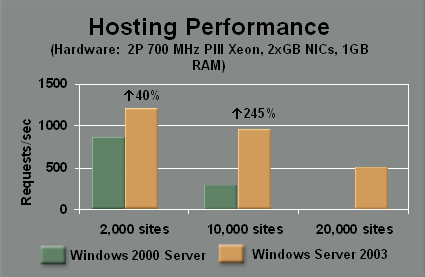 Hosting Performance
(Hardware: 2P 700 MHz PIII Xeon, 2xGB NICs, 1GB
RAM)
Requests/sec
1500
1000
500
0
↑40%
↑245%
2,000 sites
10,000 sites
20,000 sites
Windows 2000 Server
Windows Server 2003